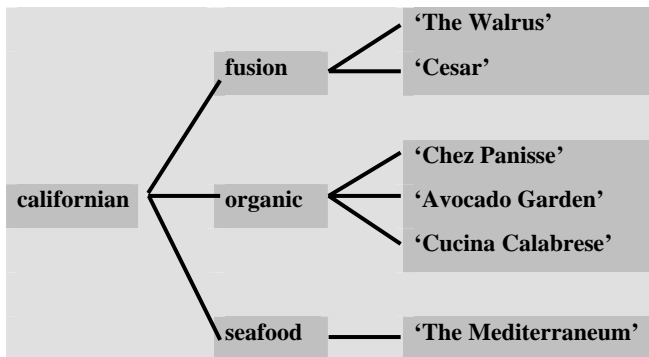 ‘The Walrus’
fusion
‘Cesar’
‘Chez Panisse’
californian
organic
‘Avocado Garden’
‘Cucina Calabrese’
seafood
‘The Mediterraneum’